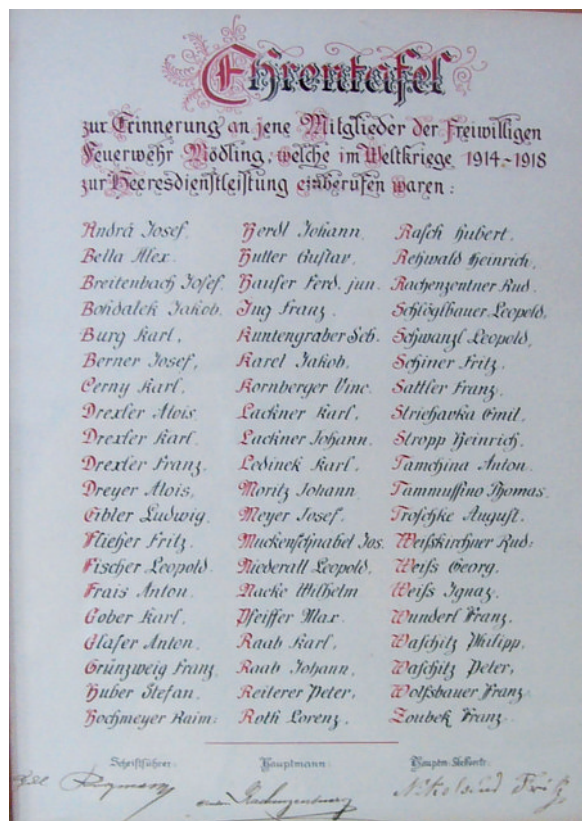 Ehrentafel
zur Erinnerung an jene Mitglieder der Freiwilligen
Feuerwehr Mödling, welche im Weltkriege 1914-1918
zur Heeresdienstleistung einberufen waren:
Andrä Josef.
Bella Alex.
Breitenbach Josef.
Bohdalek Jakob.
Burg Karl,
Berner Josef,
Cerny Karl,
Drexler Alois.
Drexler Karl.
Drexler Franz.
Dreyer Alois,
Eibler Ludwig.
Flieher Fritz.
Fischer Leopold.
Frais Anton.
Gober Karl,
Glaser Anton.
Grünzweig Franz.
Huber Stefan.
Hochmeyer Raim:
Herdl Johann.
Hutter Gustav,
Hauser Ferd. jun.
Jug Franz.
Kuntengraber Seb.
Karel Jakob,
Kornberger Vinc.
Lackner Karl,
Lackner Johann.
Ledinek Karl,
Moritz Johann
Meyer Josef,
Muckenschnabel Jos.
Niederall Leopold,
Macke Wilhelm
Pfeiffer Max.
Raab Karl,
Raab Johann,
Reiterer Peter,
Roth Lorenz,
Rasch Hubert.
Rehwald Heinrich,
Rachenzentner Rud.
Schlöglbauer Leopold,
Schwanzl Leopold,
Schiner Fritz.
Sattler Franz.
Strichavka Emil.
Stropp Heinrich,
Tamchina Anton.
Tammussino Thomas.
Troschke August.
Weißkirchner Rud:
Weiß Georg,
Weiß Ignaz,
Wunderl Franz.
Waschitz Philipp,
Waschitz Peter,
Wolfsbauer Franz.
Zoubek Franz.
Schriftführer:
Hauptmann: